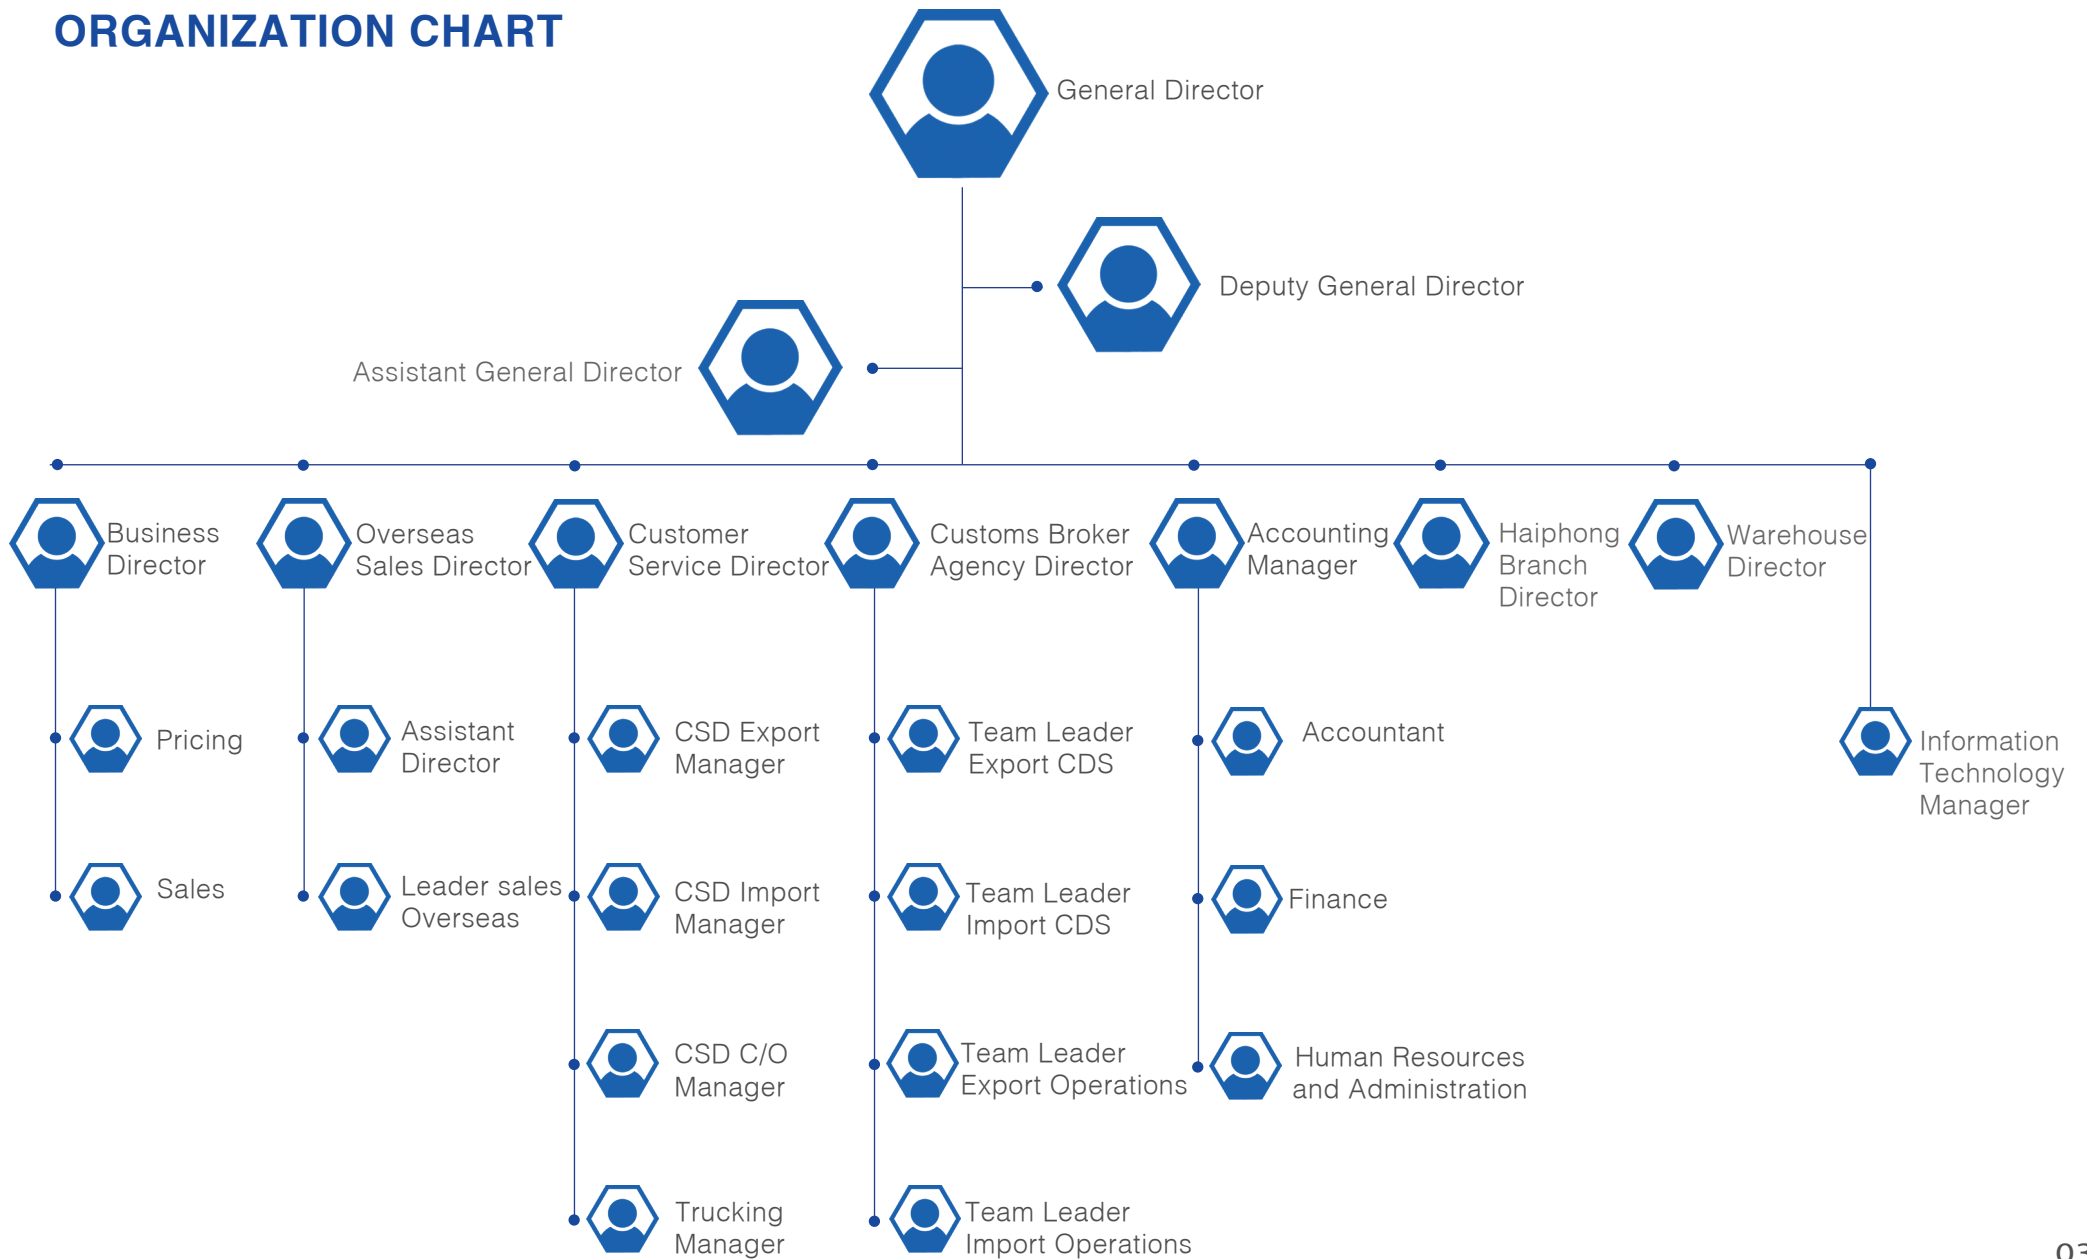 ORGANIZATION CHART
General Director
Deputy General Director
Assistant General Director
Business
Director
Overseas
Sales Director
Customer
Service Director
Customs Broker
Agency Director
Accounting
Manager
Haiphong
Branch
Director
Warehouse
Director
Pricing
Assistant
Director
CSD Export
Manager
Team Leader
Export CDS
Accountant
Information
Technology
Manager
Sales
Leader sales
Overseas
CSD Import
Manager
Team Leader
Import CDS
Finance
CSD C/O
Manager
Team Leader
Export Operations
Human Resources
and Administration
Trucking
Manager
Team Leader
Import Operations